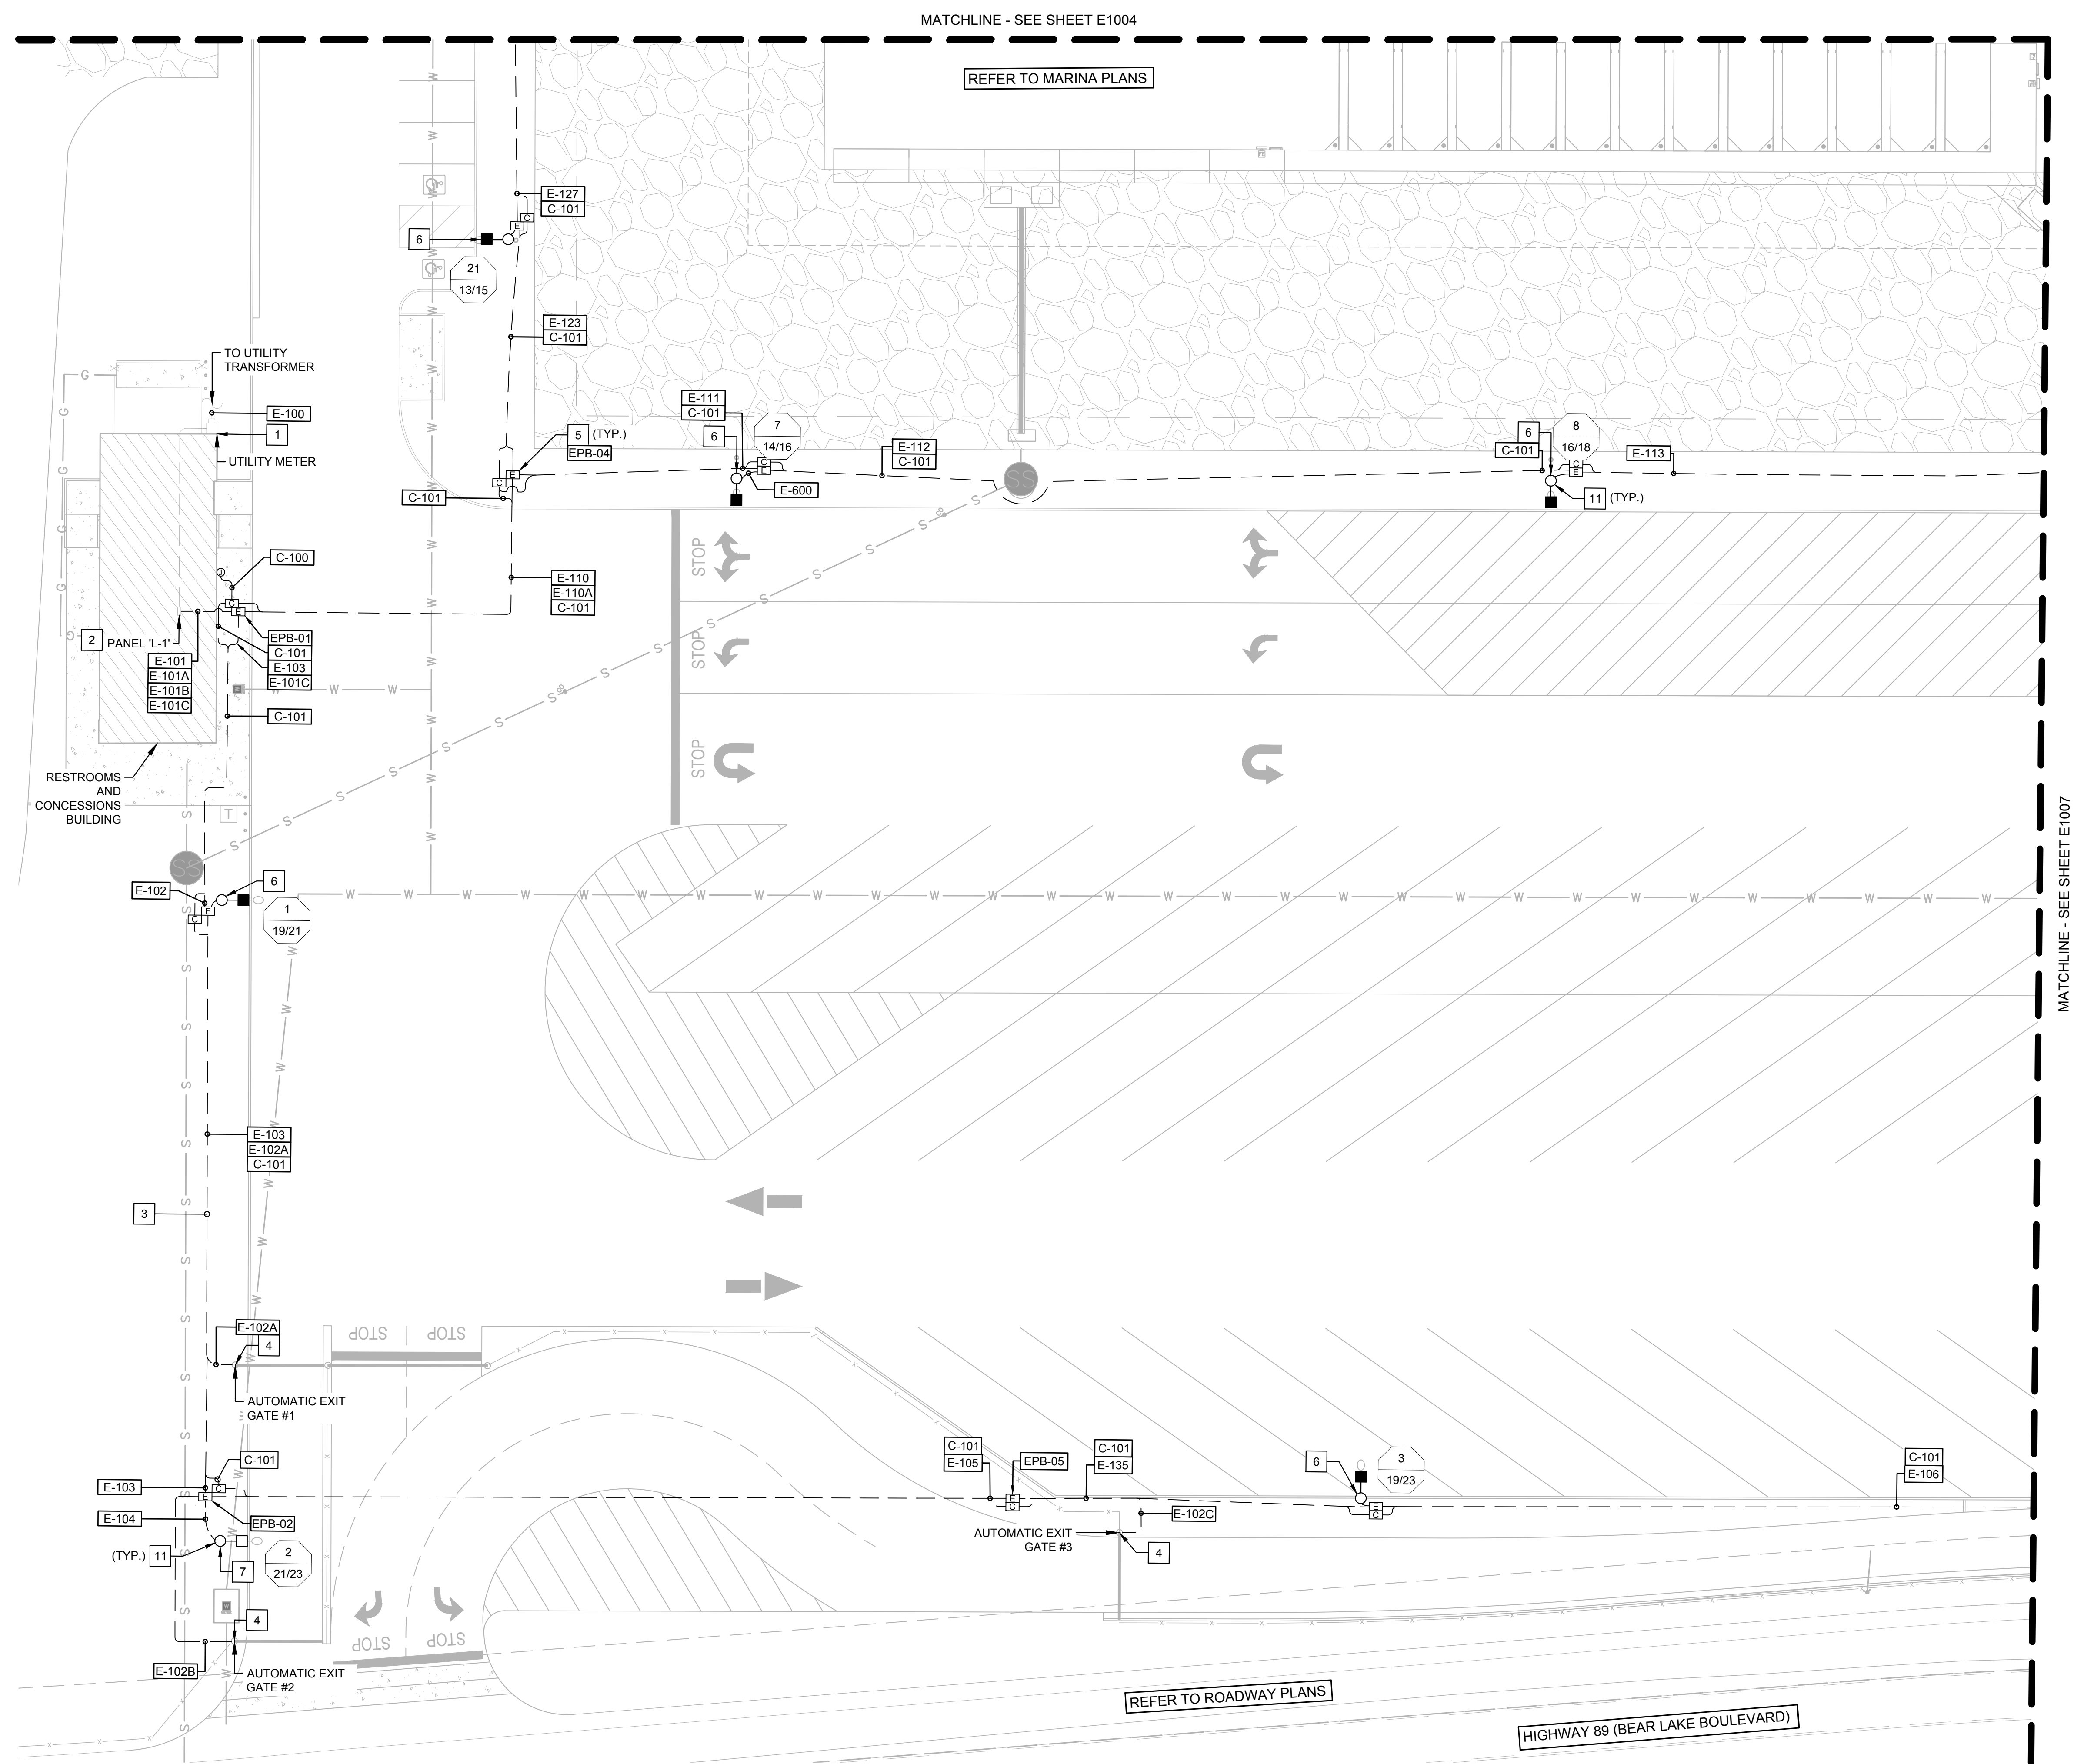 MATCHLINE - SEE SHEET E1004
REFER TO MARINA PLANS
W
E-127
C-101
C
E
6
21
13/15
E-123
C-101
TO UTILITY
TRANSFORMER
G
E-100
1
UTILITY METER
E-111
C-101
6
7
14/16
5 (TYP.)
EPB-04
E-112
C-101
C
E
E-600
SS
8
16/18
6
C-101
E-113
C
E
11 (TYP.)
E
C
C-101
C-100
J
C
E
STOP
E-110
E-110A
C-101
2
PANEL 'L-1'
EPB-01
C-101
E-103
E-101C
E-101
E-101A
E-101B
E-101C
STOP
S
W
C-101
STOP
RESTROOMS
AND
CONCESSIONS
BUILDING
T
MATCHLINE - SEE SHEET E1007
SS
E-102
6
E
C
1
19/21
W
S
E-103
E-102A
C-101
3
E-102A
4
STOP
STOP
AUTOMATIC EXIT
GATE #1
X
C-101
E-103
C
E
E-104
EPB-02
(TYP.) 11
7
2
21/23
C-101
E-105
EPB-05
E
C
C-101
E-135
6
3
19/23
E
C
C-101
E-106
E-102C
AUTOMATIC EXIT
GATE #3
4
4
STOP
STOP
E-102B
AUTOMATIC EXIT
GATE #2
REFER TO ROADWAY PLANS
HIGHWAY 89 (BEAR LAKE BOULEVARD)